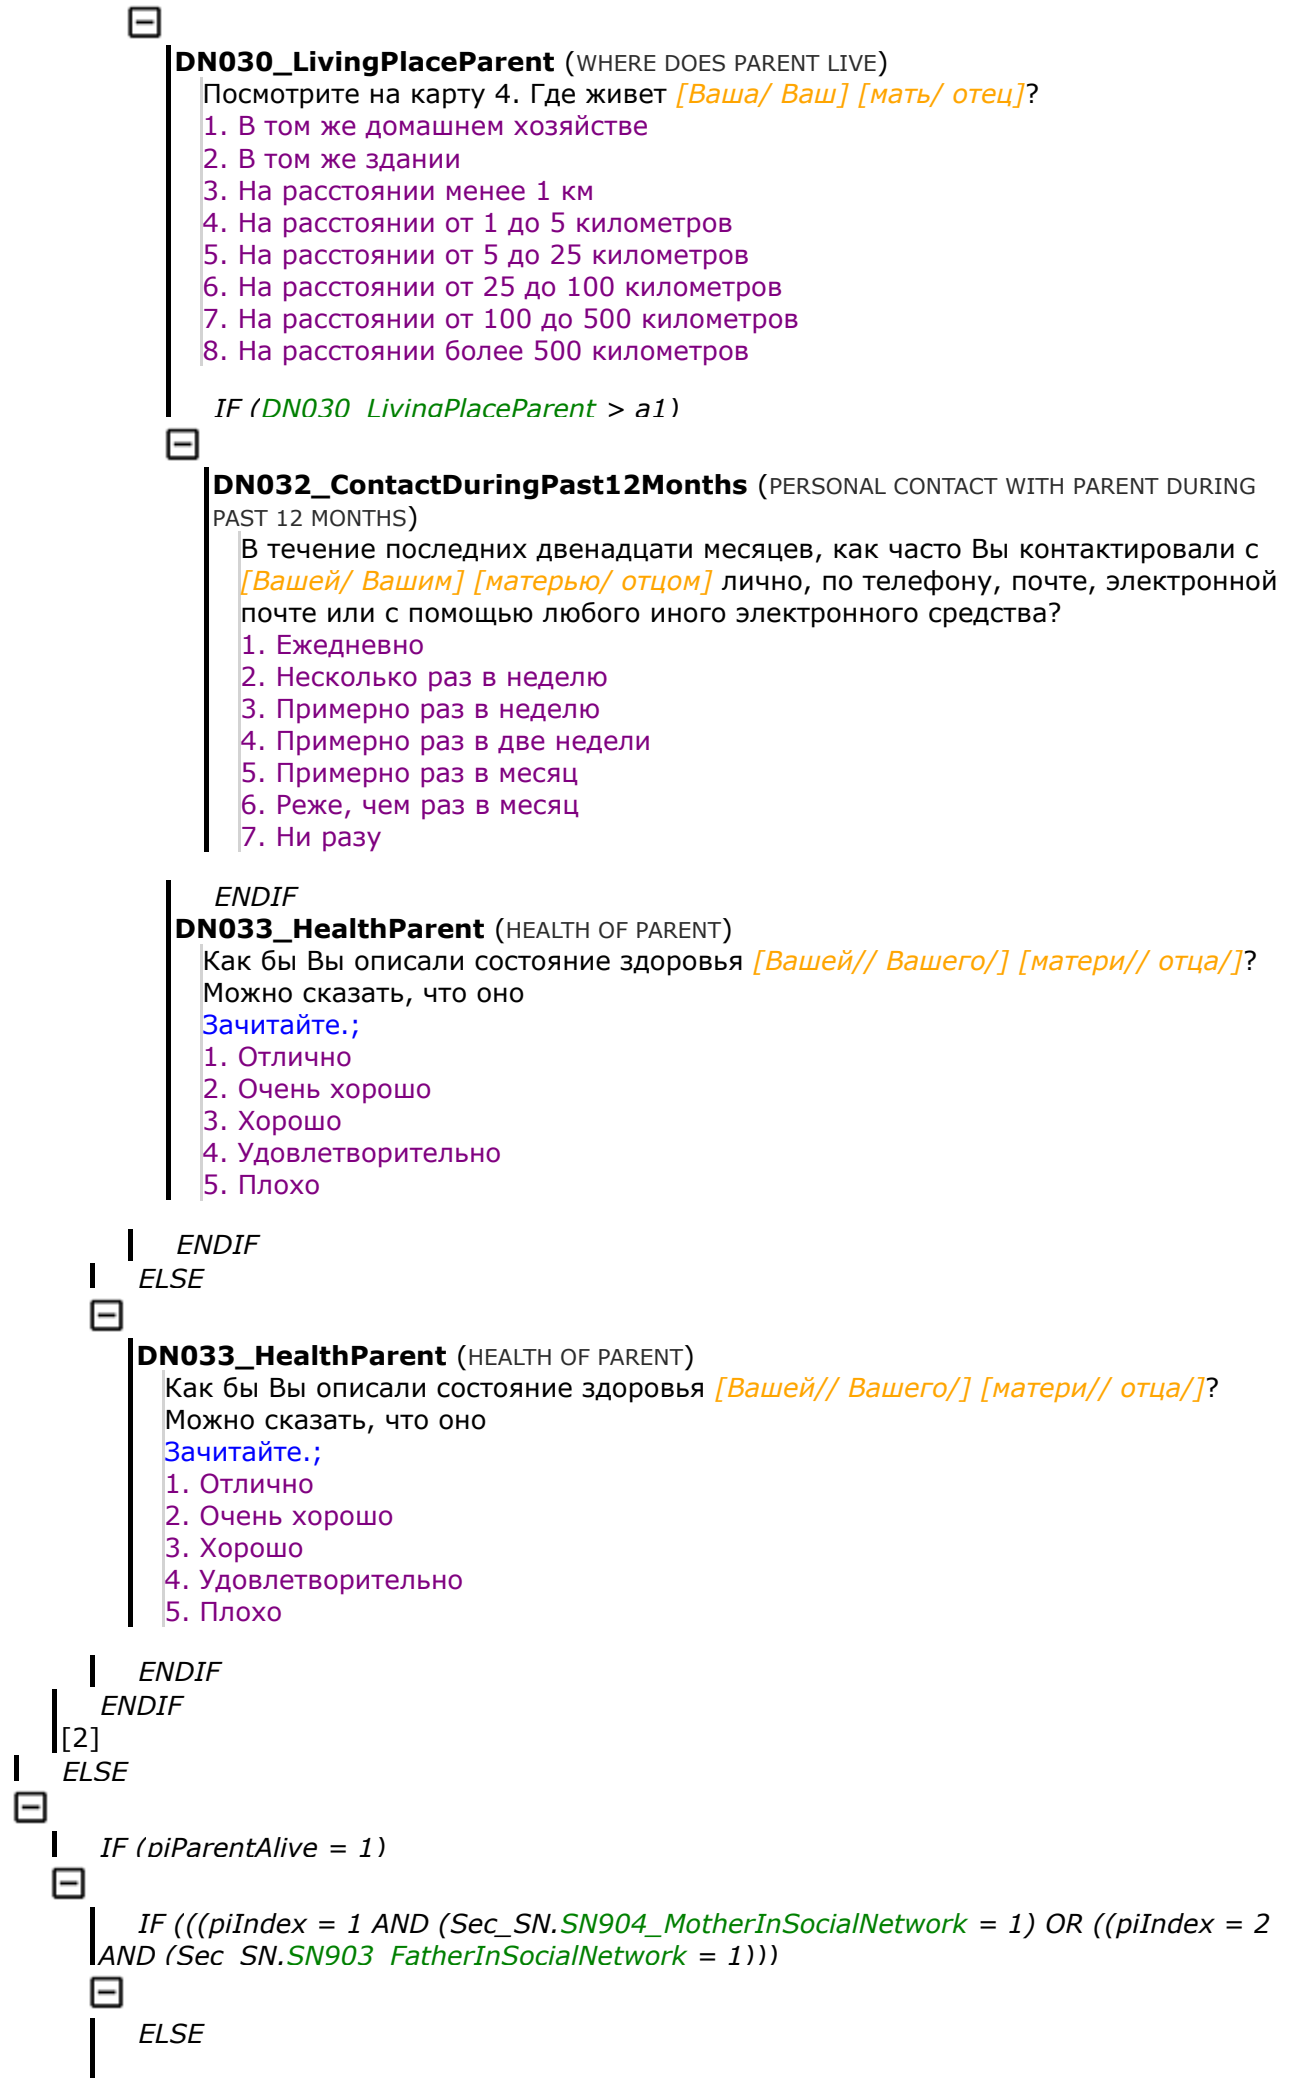 DN030_LivingPlaceParent (WHERE DOES PARENT LIVE)
Посмотрите на карту 4. Где живет [Ваша/ Ваш] [мать/ отец]?
1. В том же домашнем хозяйстве
2. В том же здании
3. На расстоянии менее 1 км
4. На расстоянии от 1 до 5 километров
5. На расстоянии от 5 до 25 километров
6. На расстоянии от 25 до 100 километров
7. На расстоянии от 100 до 500 километров
8. На расстоянии более 500 километров
IF (DN030_LivingPlaceParent > a1)
DN032_ContactDuringPast12Months (PERSONAL CONTACT WITH PARENT DURING
PAST 12 MONTHS)
В течение последних двенадцати месяцев, как часто Вы контактировали с
[Вашей/ Вашим] [матерью/ отцом] лично, по телефону, почте, электронной
почте или с помощью любого иного электронного средства?
1. Ежедневно
2. Несколько раз в неделю
3. Примерно раз в неделю
4. Примерно раз в две недели
5. Примерно раз в месяц
6. Реже, чем раз в месяц
7. Ни разу
ENDIF
DN033_HealthParent (HEALTH OF PARENT)
Как бы Вы описали состояние здоровья [Вашей// Вашего/] [матери// отца/]?
Можно сказать, что оно
Зачитайте.;
1. Отлично
2. Очень хорошо
3. Хорошо
4. Удовлетворительно
5. Плохо
ENDIF
ELSE
DN033_HealthParent (HEALTH OF PARENT)
Как бы Вы описали состояние здоровья [Вашей// Вашего/] [матери// отца/]?
Можно сказать, что оно
Зачитайте.;
1. Отлично
2. Очень хорошо
3. Хорошо
4. Удовлетворительно
5. Плохо
ENDIF
ENDIF
[2]
ELSE
IF (piParentAlive = 1)
IF (((piIndex = 1 AND (Sec_SN.SN904_MotherInSocialNetwork = 1) OR ((piIndex = 2
AND (Sec_SN.SN903_FatherInSocialNetwork = 1)))
ELSE